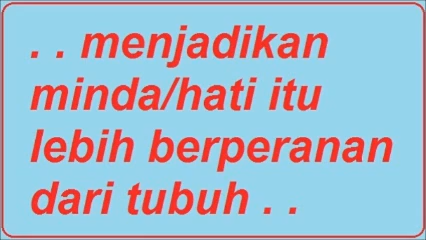 . . menjadikan
minda/hati itu
lebih berperanan
dari tubuh . .